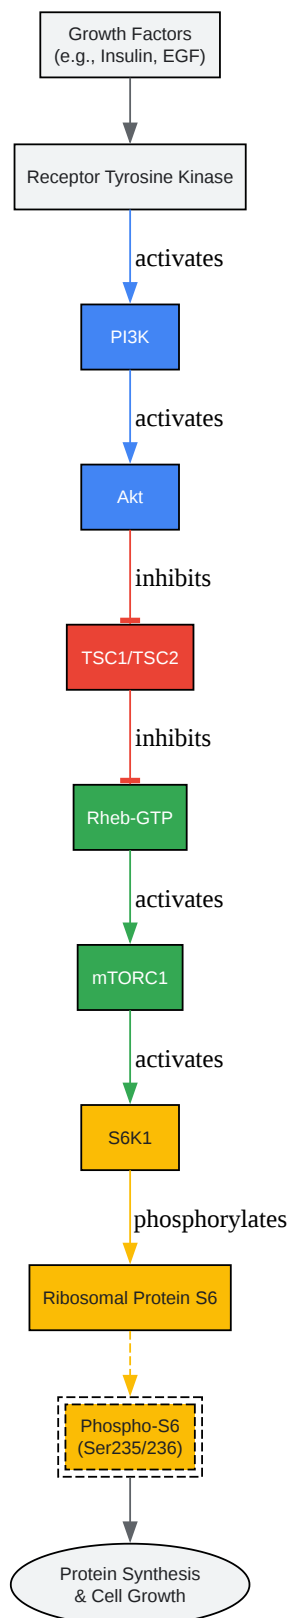 Growth Factors
(e.g., Insulin, EGF)
Receptor Tyrosine Kinase
activates
PI3K
activates
Akt
inhibits
TSC1/TSC2
inhibits
Rheb-GTP
activates
mTORC1
activates
S6K1
phosphorylates
Ribosomal Protein S6
Phospho-S6
(Ser235/236)
Protein Synthesis
& Cell Growth